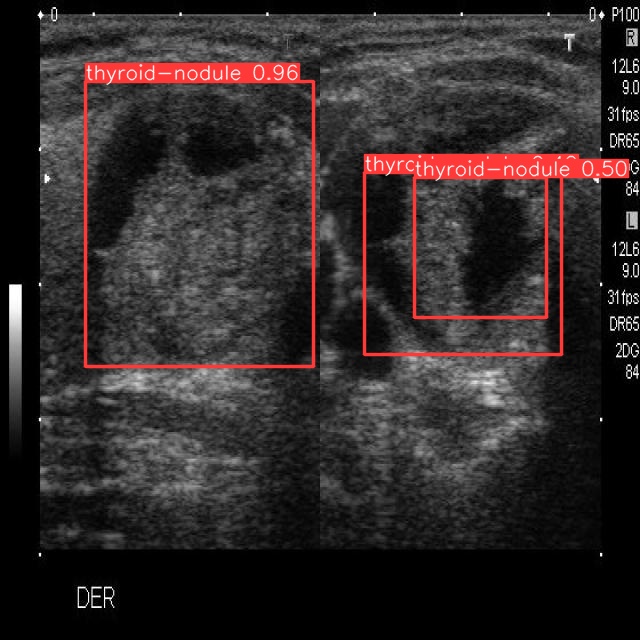 0
0
P100
R
thyroid-nodule 0.96
12L6
9.0
31fps
DR65
thyro
thyroid-nodule 0.50
G
84
L
12L6
9.0
31fps
DR65
2DG
84
T
DER